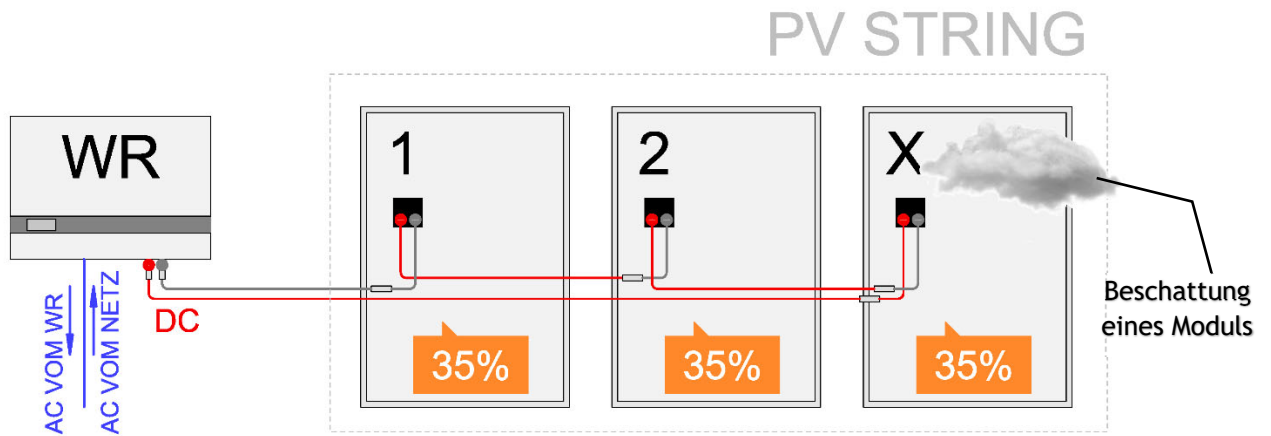 PV STRING
WR
1
2
X
AC VOM WR
AC VOM NETZ
DC
35%
35%
35%
Beschattung
eines Moduls